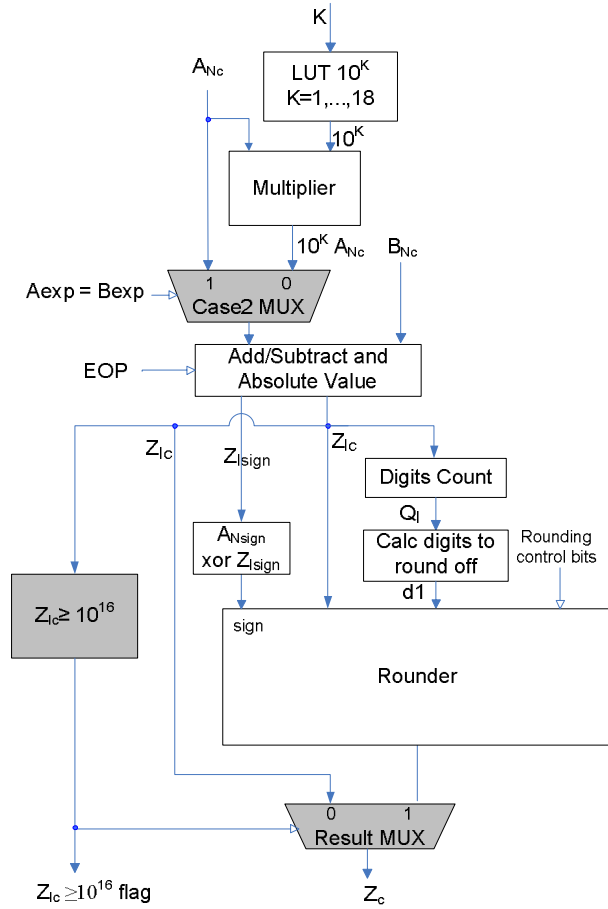 K
A_Nc
LUT 10^K
K=1,...,18
10^K
Multiplier
10^K A_Nc
B_Nc
1 0
Aexp = Bexp
Case2 MUX
EOP
Add/Subtract and
Absolute Value
Z_Ic
Z_Isign
Z_Ic
Digits Count
Q_I
A_Nsign
xor Z_Isign
Calc digits to
round off
Rounding
control bits
d1
Z_Ic ≥ 10^16
sign
Rounder
0 1
Result MUX
Z_Ic ≥10^16 flag
Z_c